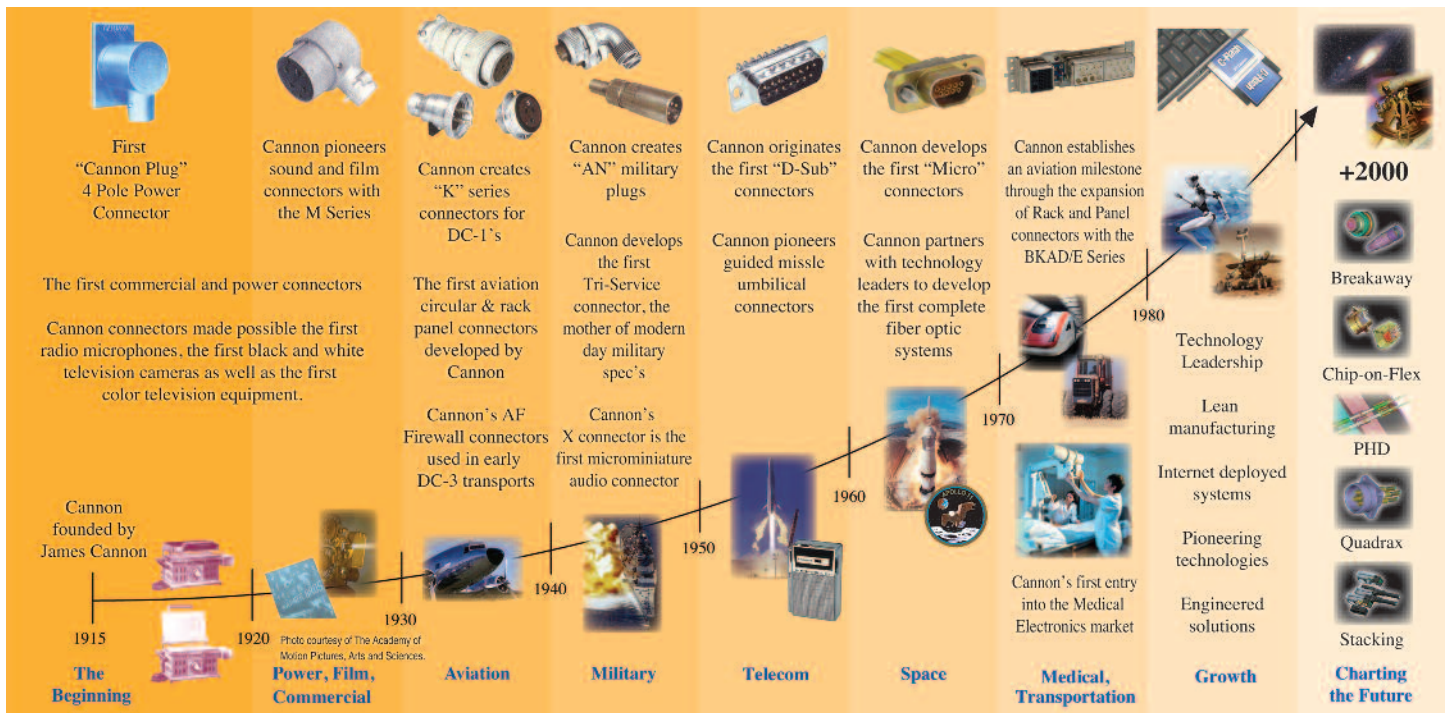 First
"Cannon Plug"
4 Pole Power
Connector
Cannon pioneers
sound and film
connectors with
the M Series
The first commercial and power connectors
Cannon connectors made possible the first
radio microphones, the first black and white
television cameras as well as the first
color television equipment.
Cannon creates
"K" series
connectors for
DC-1's
The first aviation
circular & rack
panel connectors
developed by
Cannon
Cannon's AF
Firewall connectors
used in early
DC-3 transports
Cannon creates
"AN" military
plugs
Cannon develops
the first
Tri-Service
connector, the
mother of modern
day military
spec's
Cannon's
X connector is the
first microminiature
audio connector
Cannon originates
the first "D-Sub"
connectors
Cannon pioneers
guided missle
umbilical
connectors
Cannon develops
the first "Micro"
connectors
Cannon partners
with technology
leaders to develop
the first complete
fiber optic
systems
APOLLO 11
Cannon establishes
an aviation milestone
through the expansion
of Rack and Panel
connectors with the
BKAD/E Series
Cannon's first entry
into the Medical
Electronics market
C-Flash
Technology
Leadership
Lean
manufacturing
Internet deployed
systems
Pioneering
technologies
Engineered
solutions
+2000
Breakaway
Chip-on-Flex
PHD
Quadrax
Stacking
Cannon
founded by
James Cannon
1915
1920
1930
1940
1950
1960
1970
1980
Photo courtesy of The Academy of
Motion Pictures, Arts and Sciences.
The
Beginning
Power, Film,
Commercial
Aviation
Military
Telecom
Space
Medical,
Transportation
Growth
Charting
the Future